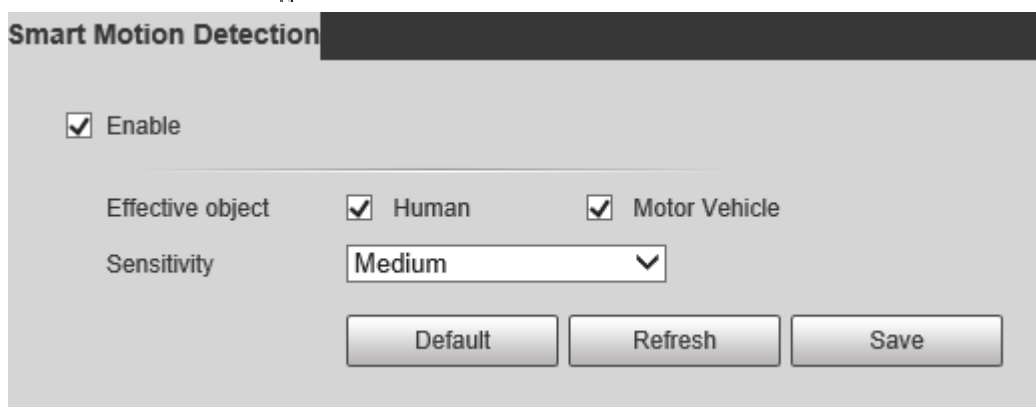 Smart Motion Detection
Enable
Effective object Human Motor Vehicle
Sensitivity Medium
Default Refresh Save